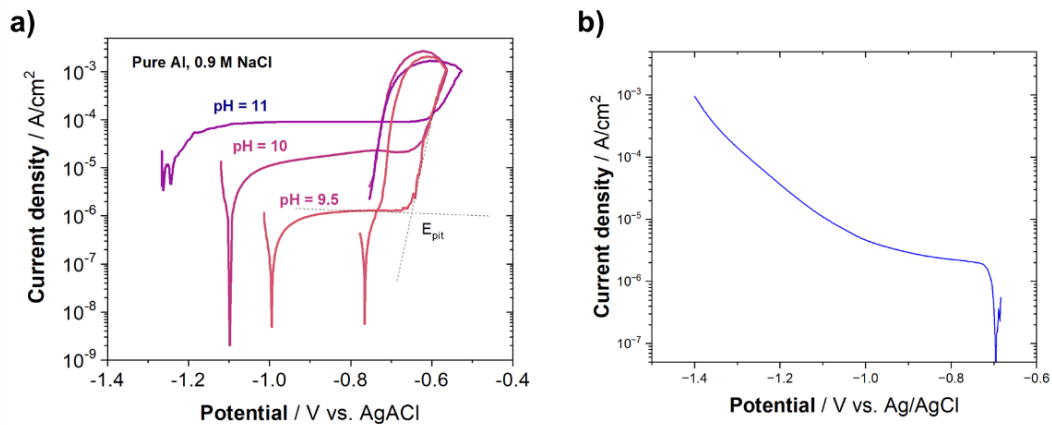 a)
Pure Al, 0.9 M NaCl
pH = 11
pH = 10
pH = 9.5
E_pit
10^-3
10^-4
10^-5
10^-6
10^-7
10^-8
10^-9
Current density / A/cm²
-1.4 -1.2 -1.0 -0.8 -0.6 -0.4
Potential / V vs. AgACl
b)
10^-3
10^-4
10^-5
10^-6
10^-7
Current density / A/cm²
−1.4 −1.2 −1.0 −0.8 −0.6
Potential / V vs. Ag/AgCl